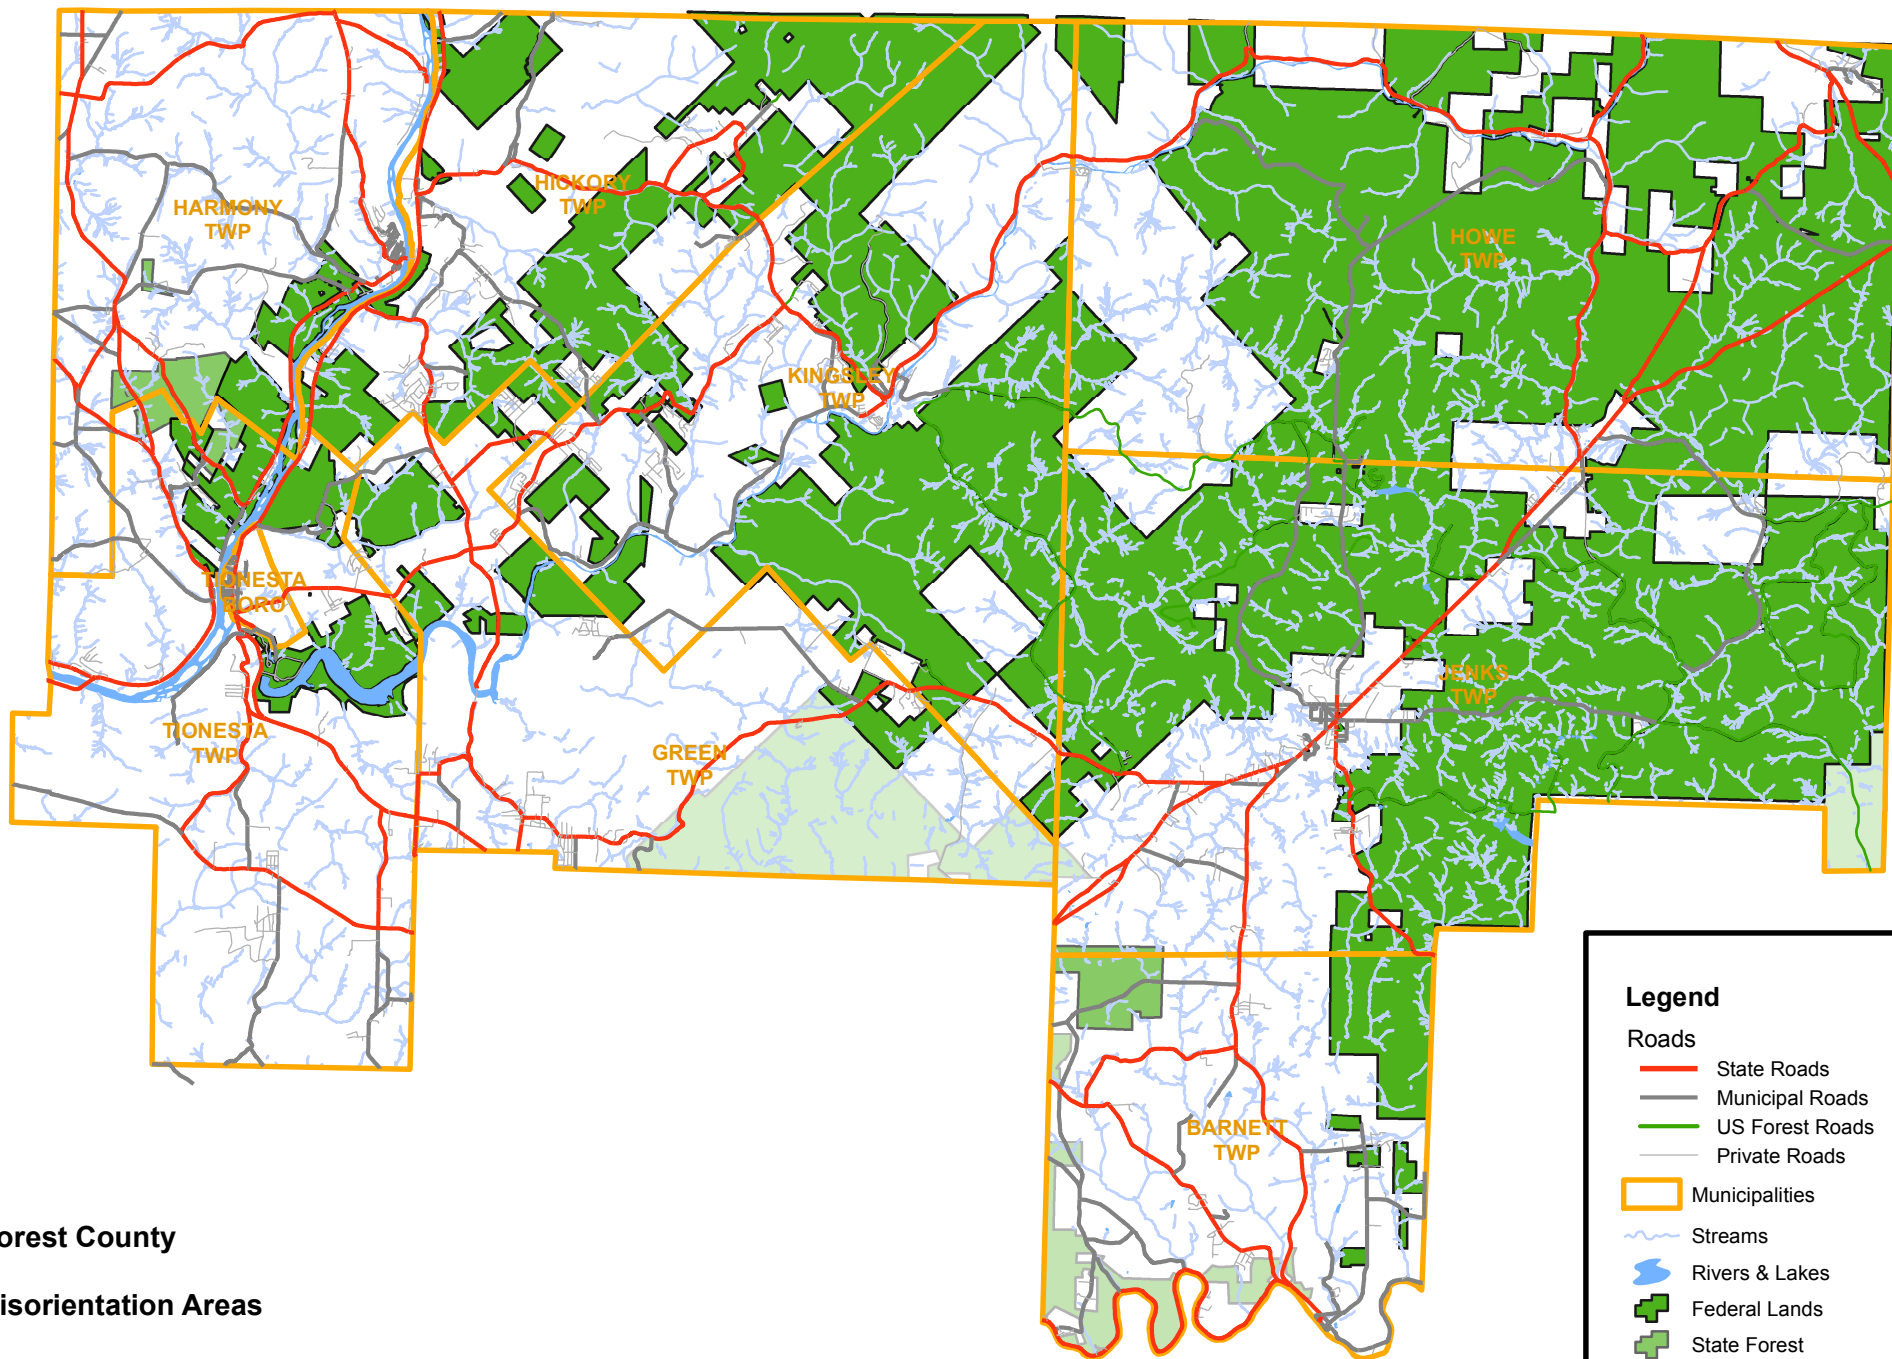 HARMONY
TWP
HICKORY
TWP
HOWE
TWP
KINGSLEY
TWP
TIONESTA
BORO
TIONESTA
TWP
GREEN
TWP
JENKS
TWP
BARNETT
TWP
orest County
isorientation Areas
Legend
Roads
State Roads
Municipal Roads
US Forest Roads
Private Roads
Municipalities
Streams
Rivers & Lakes
Federal Lands
State Forest